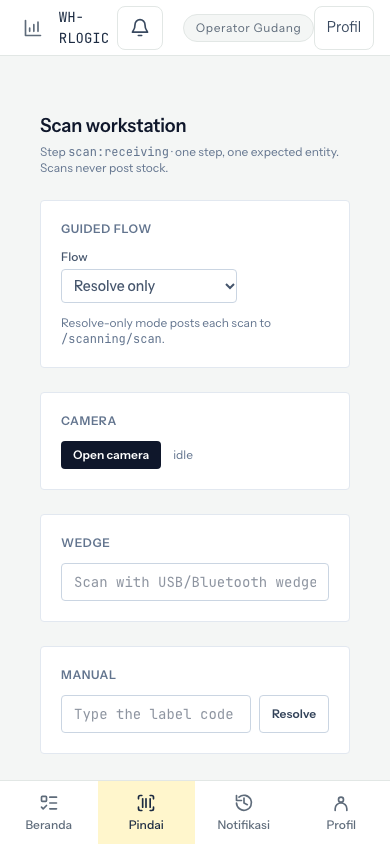 WH-
RLOGIC
Operator Gudang
Profil
Scan workstation
Step scan:receiving · one step, one expected entity.
Scans never post stock.
GUIDED FLOW
Flow
Resolve only
Resolve-only mode posts each scan to
/scanning/scan.
CAMERA
Open camera
idle
WEDGE
Scan with USB/Bluetooth wedge
MANUAL
Type the label code
Resolve
Beranda
Pindai
Notifikasi
Profil